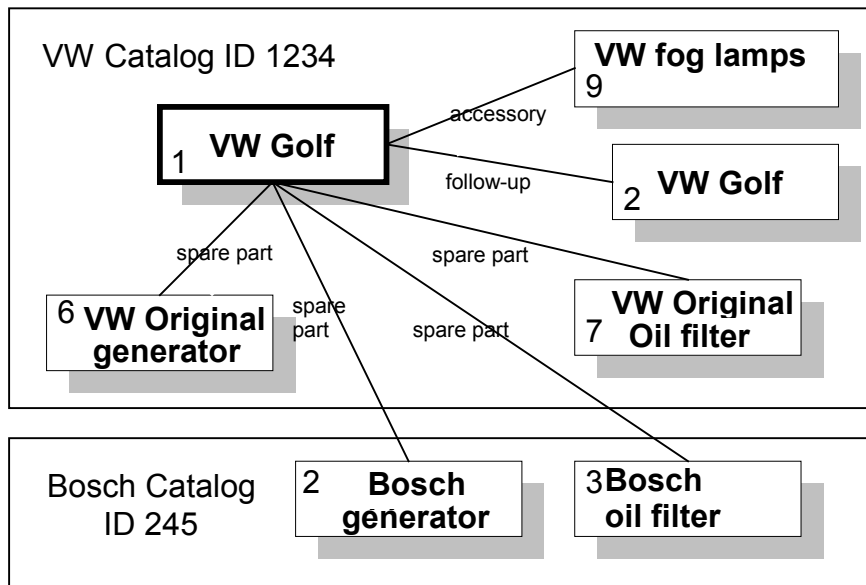 VW Catalog ID 1234
VW fog lamps
9
accessory
1
VW Golf
follow-up
2
VW Golf
spare part
spare part
6
VW Original
generator
spare
part
spare part
VW Original
7
Oil filter
Bosch Catalog
ID 245
2
Bosch
generator
3
Bosch
oil filter